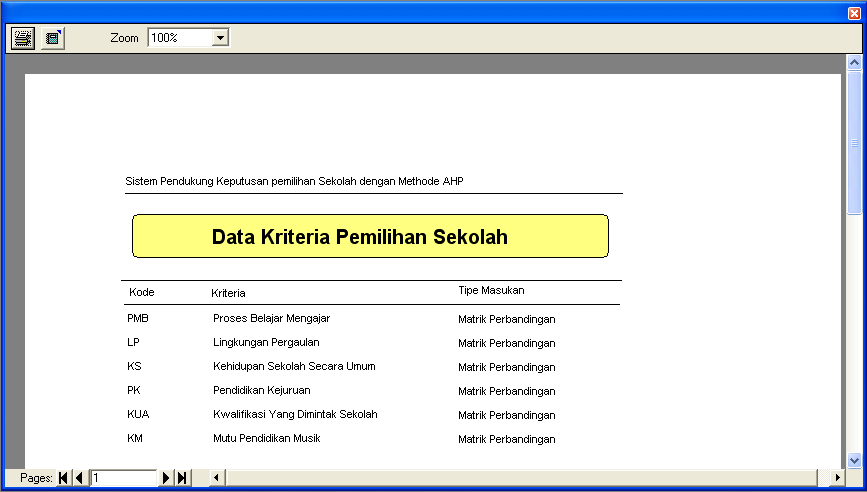 Zoom 100%
Sistem Pendukung Keputusan pemilihan Sekolah dengan Methode AHP
Data Kriteria Pemilihan Sekolah
Kode Kriteria Tipe Masukan
PMB Proses Belajar Mengajar Matrik Perbandingan
LP Lingkungan Pergaulan Matrik Perbandingan
KS Kehidupan Sekolah Secara Umum Matrik Perbandingan
PK Pendidikan Kejuruan Matrik Perbandingan
KUA Kwalifikasi Yang Dimintak Sekolah Matrik Perbandingan
KM Mutu Pendidikan Musik Matrik Perbandingan
Pages: 1